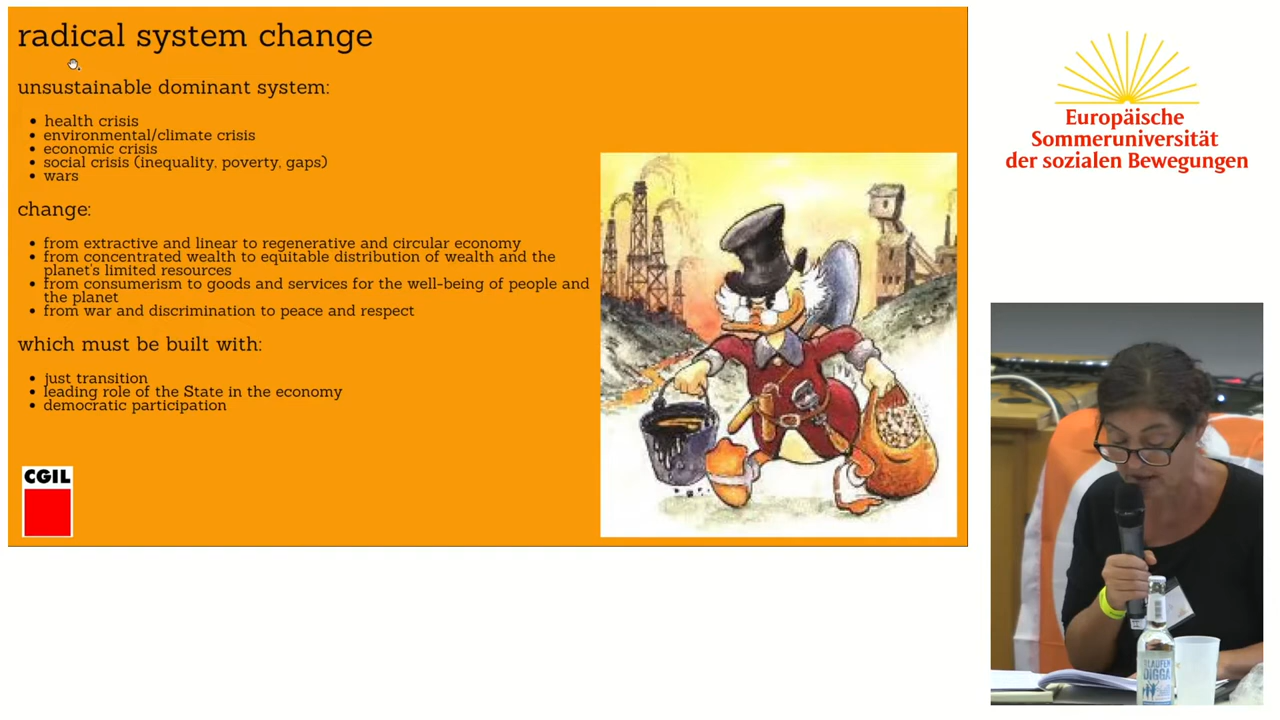 radical system change
unsustainable dominant system:
health crisis
environmental/climate crisis
economic crisis
social crisis (inequality, poverty, gaps)
wars
change:
from extractive and linear to regenerative and circular economy
from concentrated wealth to equitable distribution of wealth and the
planet's limited resources
from consumerism to goods and services for the well-being of people and
the planet
from war and discrimination to peace and respect
which must be built with:
just transition
leading role of the State in the economy
democratic participation
CGIL
Europäische
Sommeruniversität
der sozialen Bewegungen
DIGGA